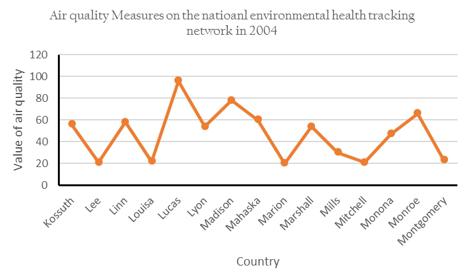 Air quality Measures on the natioanl environmental health tracking
network in 2004
Value of air quality
120
100
80
60
40
20
0
Kossuth
Lee
Linn
Louisa
Lucas
Lyon
Madison
Mahaska
Marion
Marshall
Mills
Mitchell
Monona
Monroe
Montgomery
Country